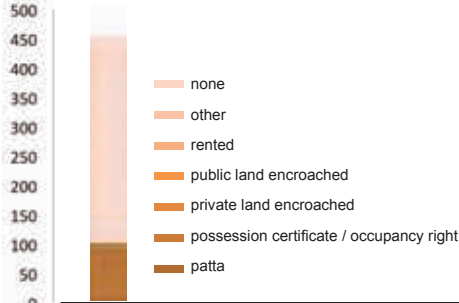 500
450
400
350
300
250
200
150
100
50
0
none
other
rented
public land encroached
private land encroached
possession certificate / occupancy right
patta